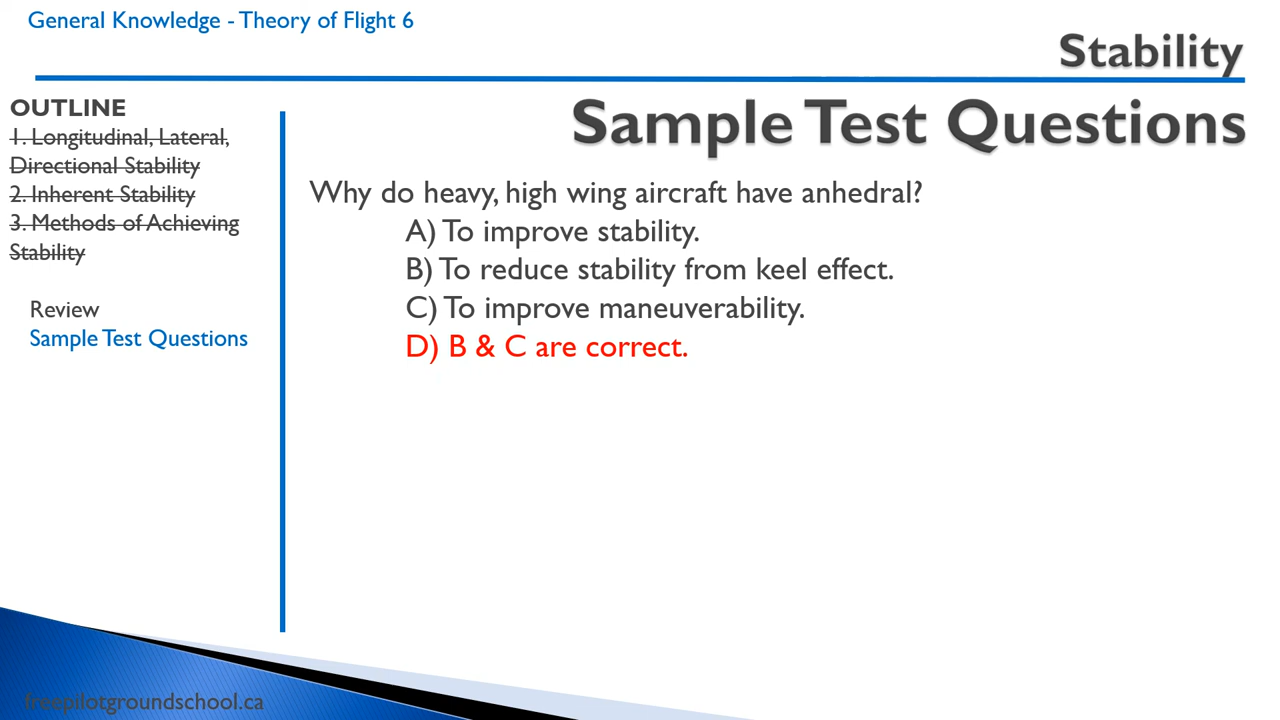 General Knowledge - Theory of Flight 6
Stability
OUTLINE
1. Longitudinal, Lateral,
Directional Stability
2. Inherent Stability
3. Methods of Achieving
Stability
Review
Sample Test Questions
Sample Test Questions
Why do heavy, high wing aircraft have anhedral?
A) To improve stability.
B) To reduce stability from keel effect.
C) To improve maneuverability.
D) B & C are correct.
freepilotgroundschool.ca